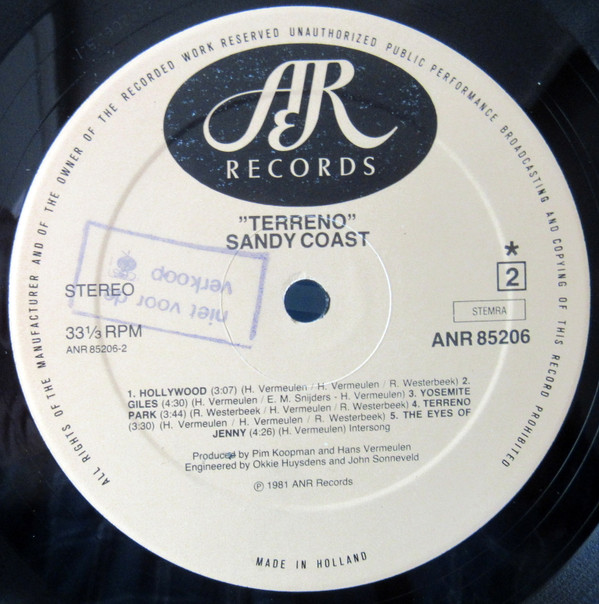 ALL RIGHTS OF THE MANUFACTURER AND OF THE OWNER OF THE RECORDED WORK RESERVED UNAUTHORIZED PUBLIC PERFORMANCE BROADCASTING AND COPYING OF THIS RECORD PROHIBITED
A&R
RECORDS
"TERRENO"
SANDY COAST
*
2
niet voor de
verkoop
STEREO
STEMRA
33⅓ RPM
ANR 85206
ANR 85206-2
1. HOLLYWOOD (3:07) (H. Vermeulen / H. Vermeulen / R. Westerbeek) 2.
GILES (4:30) (H. Vermeulen / E. M. Snijders - H. Vermeulen) 3. YOSEMITE
PARK (3:44) (R. Westerbeek / H. Vermeulen / R. Westerbeek) 4. TERRENO
(3:30) (H. Vermeulen / H. Vermeulen / H. Vermeulen) 5. THE EYES OF
JENNY (4:26) (H. Vermeulen) Intersong
Produced by Pim Koopman and Hans Vermeulen
Engineered by Okkie Huysdens and John Sonneveld
℗ 1981 ANR Records
MADE IN HOLLAND